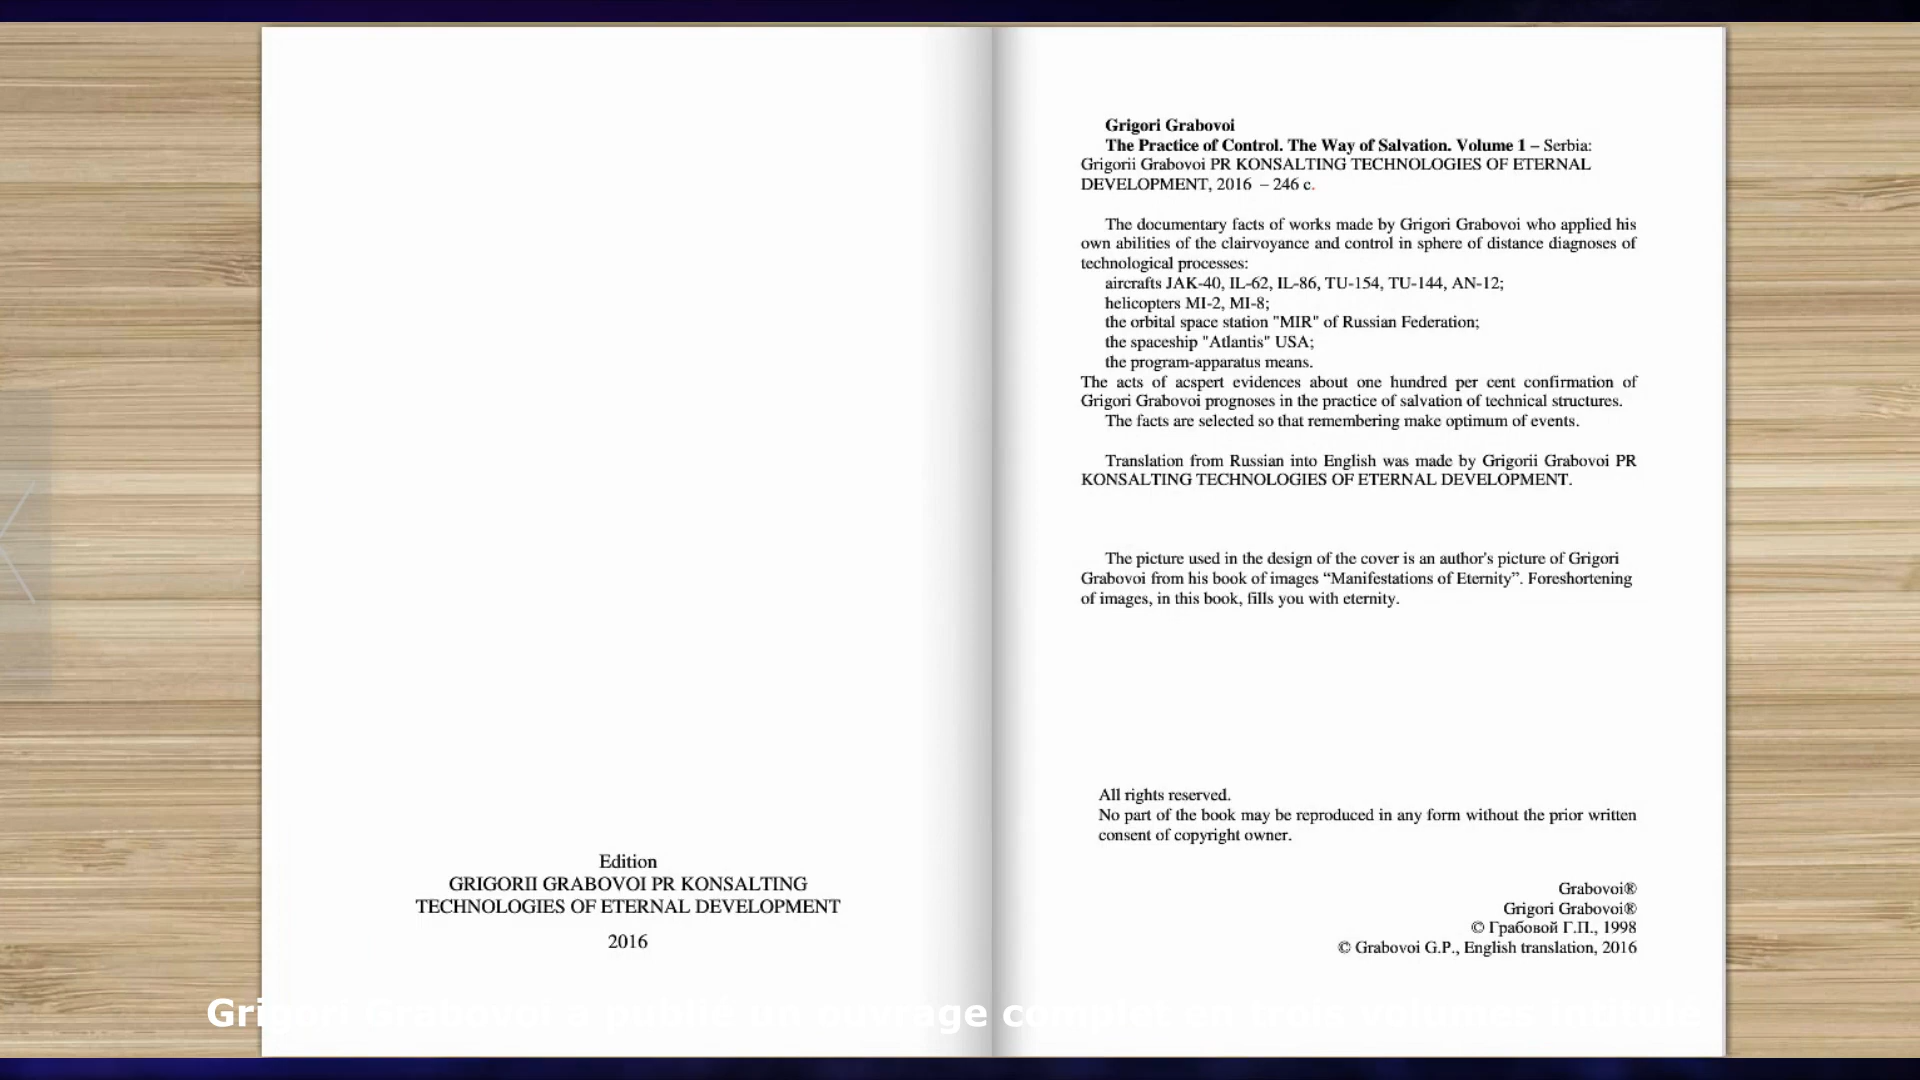 Edition
GRIGORII GRABOVOI PR KONSALTING
TECHNOLOGIES OF ETERNAL DEVELOPMENT
2016
Grigori Grabovoi
The Practice of Control. The Way of Salvation. Volume 1 – Serbia:
Grigorii Grabovoi PR KONSALTING TECHNOLOGIES OF ETERNAL
DEVELOPMENT, 2016 – 246 c.
The documentary facts of works made by Grigori Grabovoi who applied his
own abilities of the clairvoyance and control in sphere of distance diagnoses of
technological processes:
aircrafts JAK-40, IL-62, IL-86, TU-154, TU-144, AN-12;
helicopters MI-2, MI-8;
the orbital space station "MIR" of Russian Federation;
the spaceship "Atlantis" USA;
the program-apparatus means.
The acts of acspert evidences about one hundred per cent confirmation of
Grigori Grabovoi prognoses in the practice of salvation of technical structures.
The facts are selected so that remembering make optimum of events.
Translation from Russian into English was made by Grigorii Grabovoi PR
KONSALTING TECHNOLOGIES OF ETERNAL DEVELOPMENT.
The picture used in the design of the cover is an author's picture of Grigori
Grabovoi from his book of images “Manifestations of Eternity”. Foreshortening
of images, in this book, fills you with eternity.
All rights reserved.
No part of the book may be reproduced in any form without the prior written
consent of copyright owner.
Grabovoi®
Grigori Grabovoi®
© Грабовой Г.П., 1998
© Grabovoi G.P., English translation, 2016
Grigori Grabovoi a publié un ouvrage complet en trois volumes